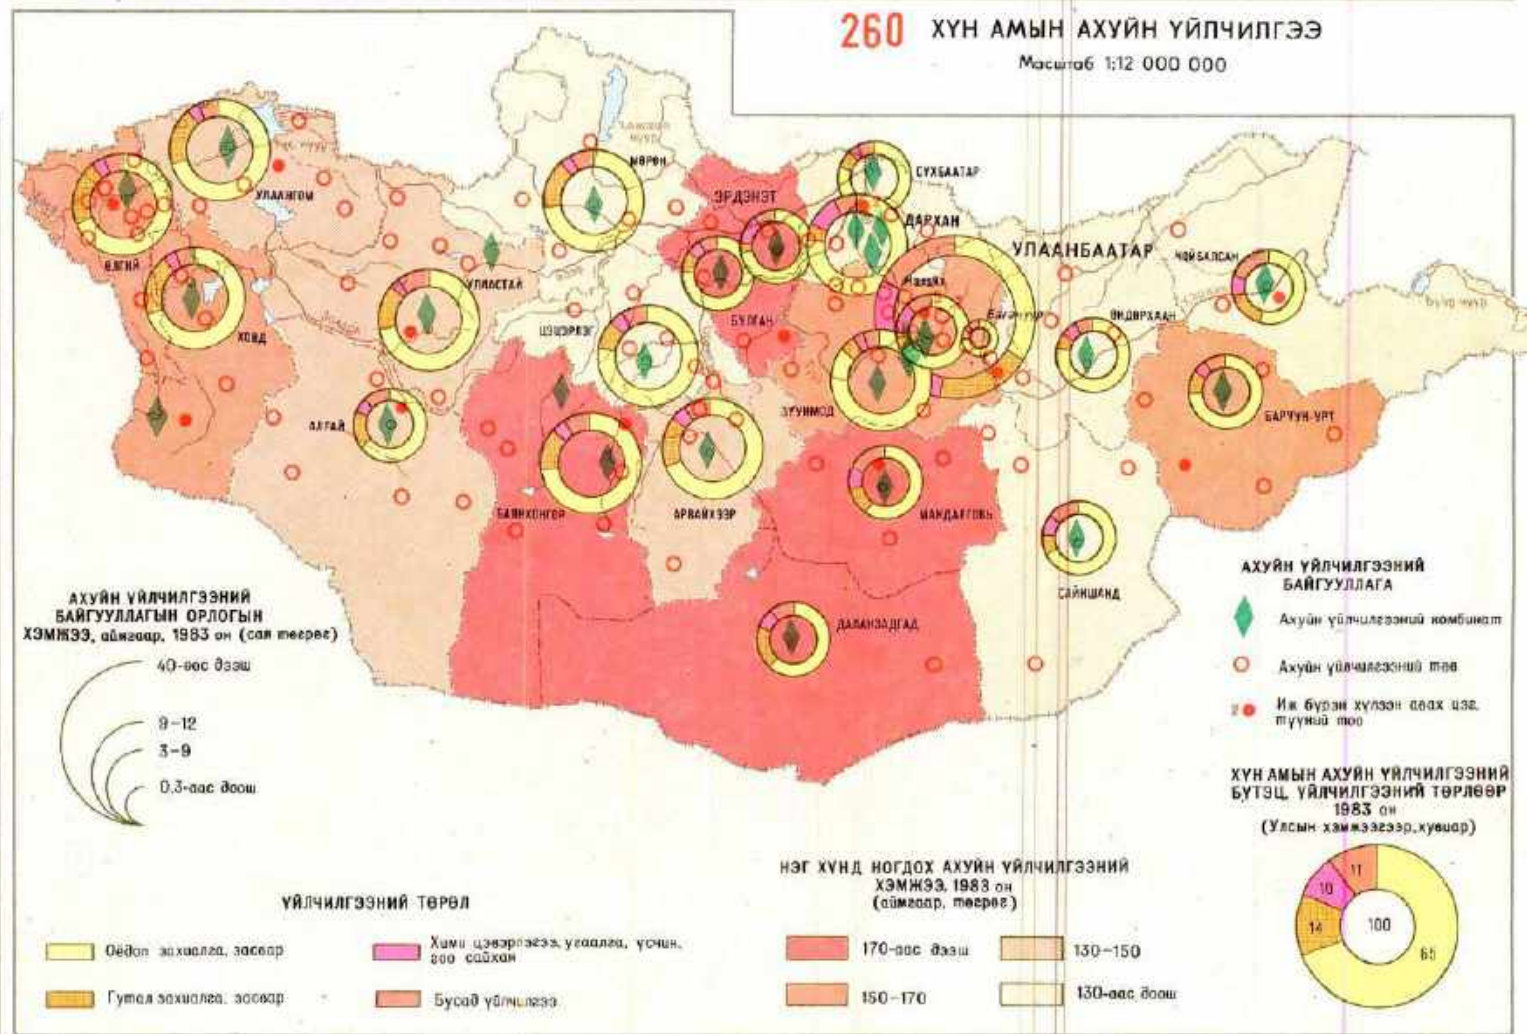 260 ХҮН АМЫН АХУЙН ҮЙЛЧИЛГЭЭ
Масштаб 1:12 000 000
МӨРӨН
СҮХБААТАР
УЛААНГОМ
ЭРДЭНЭТ
ДАРХАН
УЛААНБААТАР
ЧОЙБАЛСАН
ӨЛГИЙ
УЛИАСТАЙ
Налайх
Багануур
ӨНДӨРХААН
ХОВД
ЦЭЦЭРЛЭГ
БУЛГАН
АЛТАЙ
ЗУУНМОД
БАРУУН-УРТ
БАЯНХОНГОР
АРВАЙХЭЭР
МАНДАЛГОВЬ
САЙНШАНД
ДАЛАНЗАДГАД
АХУЙН ҮЙЛЧИЛГЭЭНИЙ
БАЙГУУЛЛАГЫН ОРЛОГЫН
ХЭМЖЭЭ, аймгаар, 1983 он (сая төгрөг)
40-өөс дээш
9–12
3–9
0,3-аас доош
АХУЙН ҮЙЛЧИЛГЭЭНИЙ
БАЙГУУЛЛАГА
Ахуйн үйлчилгээний комбинат
Ахуйн үйлчилгээний төв
2 Иж бүрэн хүлээн авах цэг,
түүний тоо
ХҮН АМЫН АХУЙН ҮЙЛЧИЛГЭЭНИЙ
БҮТЭЦ, ҮЙЛЧИЛГЭЭНИЙ ТӨРЛӨӨР
1983 он
(Улсын хэмжээгээр, хувиар)
11
10
14
100
65
ҮЙЛЧИЛГЭЭНИЙ ТӨРӨЛ
Оёдол захиалга, засвар
Гутал захиалга, засвар
Хими цэвэрлэгээ, угаалга, үсчин,
гоо сайхан
Бусад үйлчилгээ
НЭГ ХҮНД НОГДОХ АХУЙН ҮЙЛЧИЛГЭЭНИЙ
ХЭМЖЭЭ, 1983 он
(аймгаар, төгрөг)
170-аас дээш
150–170
130–150
130-аас доош